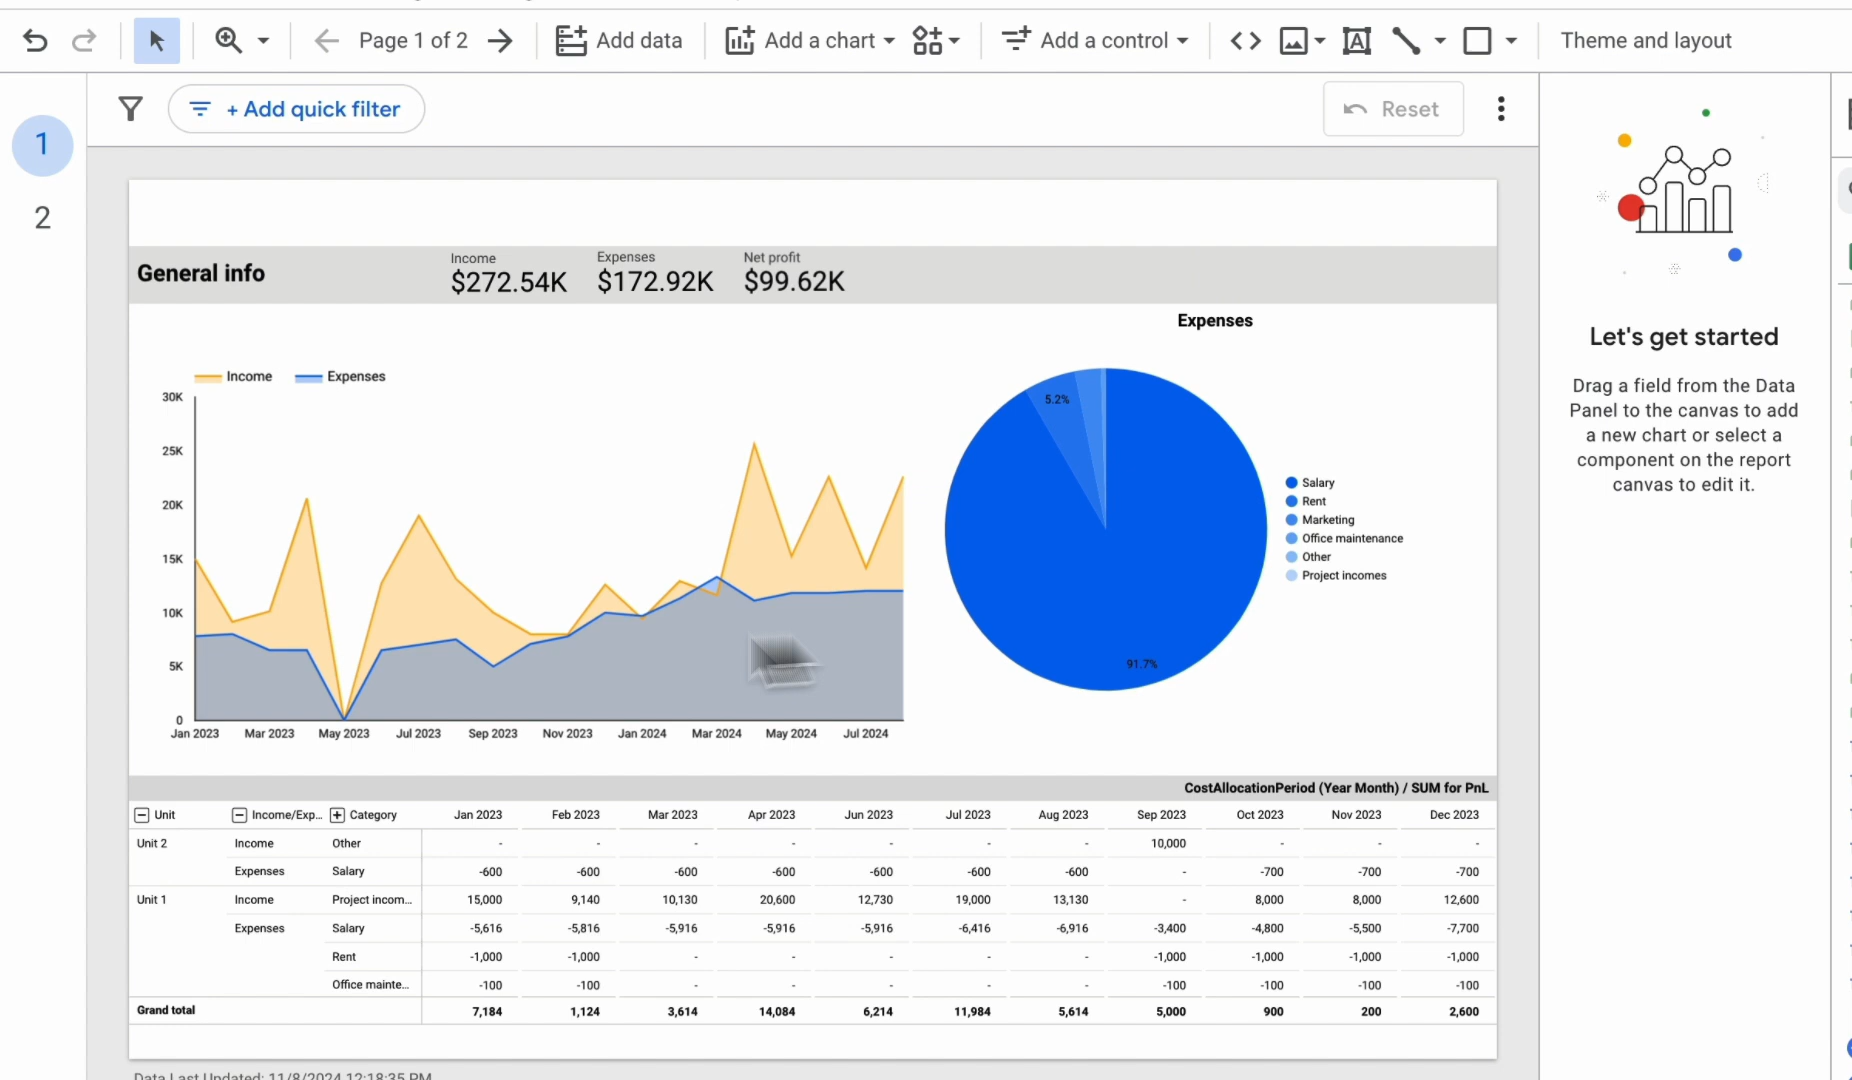 Page 1 of 2
Add data
Add a chart
Add a control
Theme and layout
+ Add quick filter
Reset
1
2
General info
Income
$272.54K
Expenses
$172.92K
Net profit
$99.62K
Income
Expenses
30K
25K
20K
15K
10K
5K
0
Jan 2023 Mar 2023 May 2023 Jul 2023 Sep 2023 Nov 2023 Jan 2024 Mar 2024 May 2024 Jul 2024
Expenses
5.2%
91.7%
Salary
Rent
Marketing
Office maintenance
Other
Project incomes
Let's get started
Drag a field from the Data
Panel to the canvas to add
a new chart or select a
component on the report
canvas to edit it.
CostAllocationPeriod (Year Month) / SUM for PnL
Unit Income/Exp... Category Jan 2023 Feb 2023 Mar 2023 Apr 2023 Jun 2023 Jul 2023 Aug 2023 Sep 2023 Oct 2023 Nov 2023 Dec 2023
Unit 2 Income Other - - - - - - - 10,000 - - -
Expenses Salary -600 -600 -600 -600 -600 -600 -600 - -700 -700 -700
Unit 1 Income Project incom... 15,000 9,140 10,130 20,600 12,730 19,000 13,130 - 8,000 8,000 12,600
Expenses Salary -5,616 -5,816 -5,916 -5,916 -5,916 -6,416 -6,916 -3,400 -4,800 -5,500 -7,700
Rent -1,000 -1,000 - - - - - -1,000 -1,000 -1,000 -1,000
Office mainte... -100 -100 - - - - - -100 -100 -100 -100
Grand total 7,184 1,124 3,614 14,084 6,214 11,984 5,614 5,000 900 200 2,600
Data Last Updated: 11/8/2024 12:18:35 PM